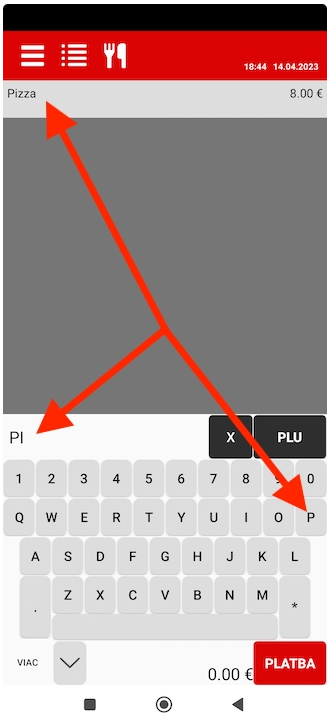 18:44 14.04.2023
Pizza 8.00 €
PI
X PLU
1 2 3 4 5 6 7 8 9 0
Q W E R T Y U I O P
A S D F G H J K L
. Z X C V B N M *
VIAC 0.00 € PLATBA